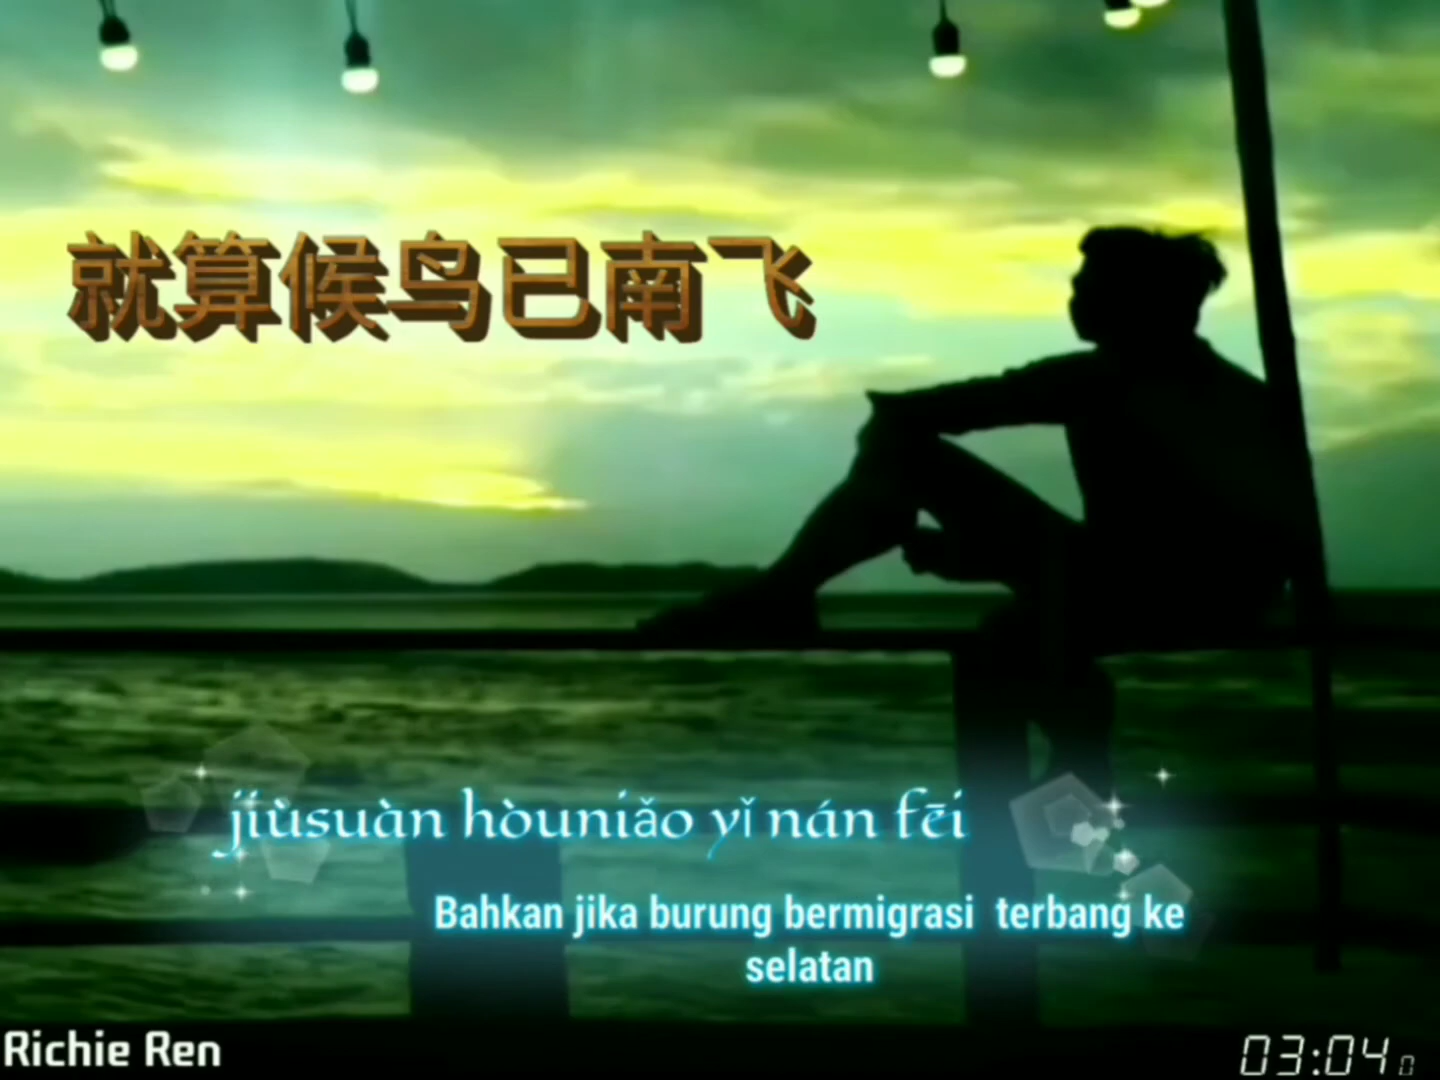 就算候鸟已南飞
jiùsuàn hòuniǎo yǐ nán fēi
Bahkan jika burung bermigrasi terbang ke
selatan
Richie Ren
03:04 0